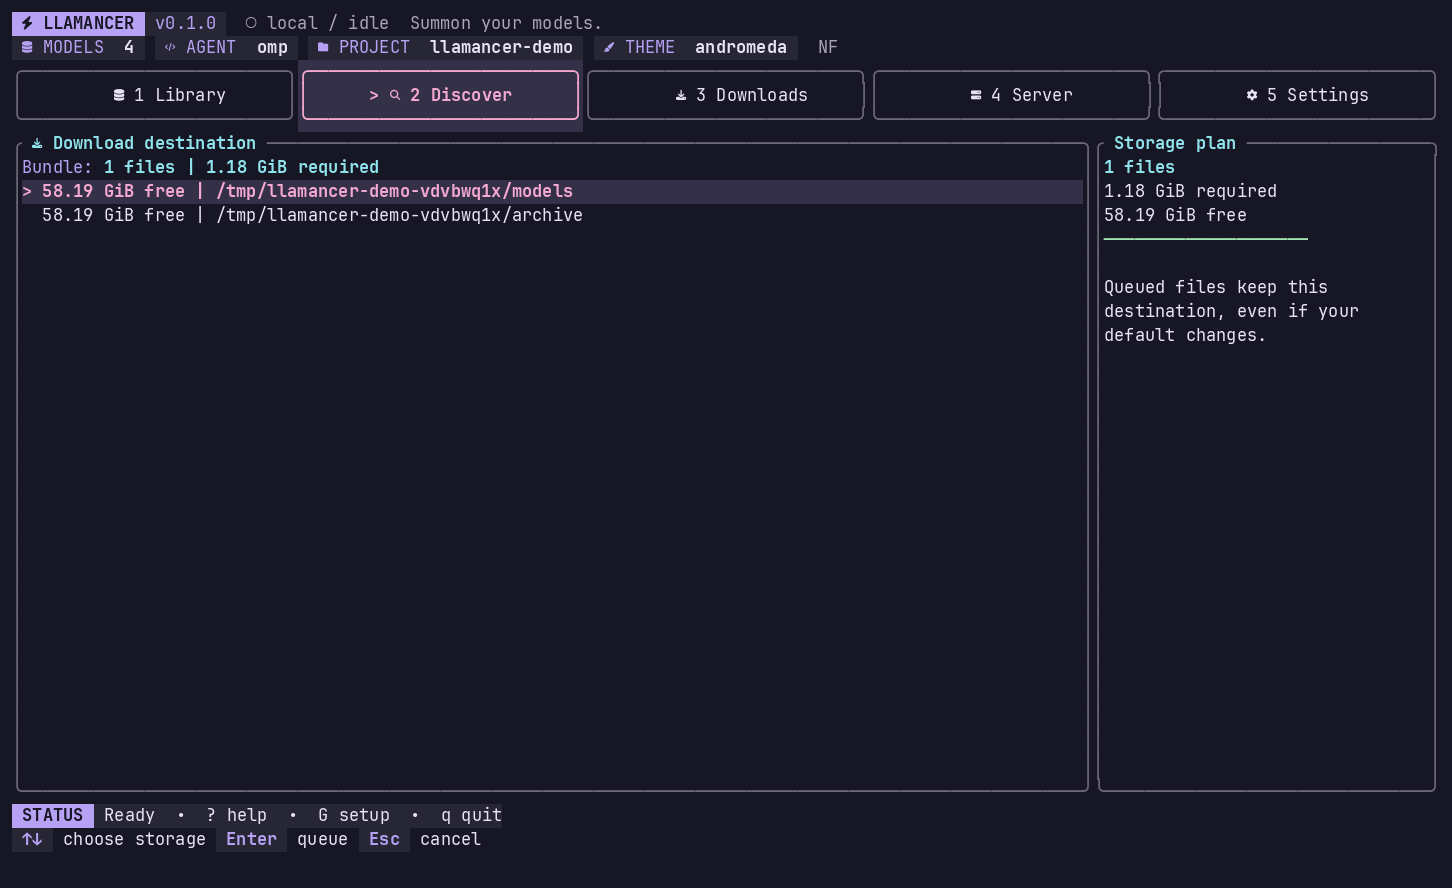 LLAMANCER v0.1.0 ○ local / idle Summon your models.
MODELS 4 </> AGENT omp PROJECT llamancer-demo THEME andromeda NF
1 Library
> 2 Discover
3 Downloads
4 Server
5 Settings
Download destination
Bundle: 1 files | 1.18 GiB required
> 58.19 GiB free | /tmp/llamancer-demo-vdvbwq1x/models
58.19 GiB free | /tmp/llamancer-demo-vdvbwq1x/archive
Storage plan
1 files
1.18 GiB required
58.19 GiB free
Queued files keep this
destination, even if your
default changes.
STATUS Ready • ? help • G setup • q quit
↑↓ choose storage Enter queue Esc cancel